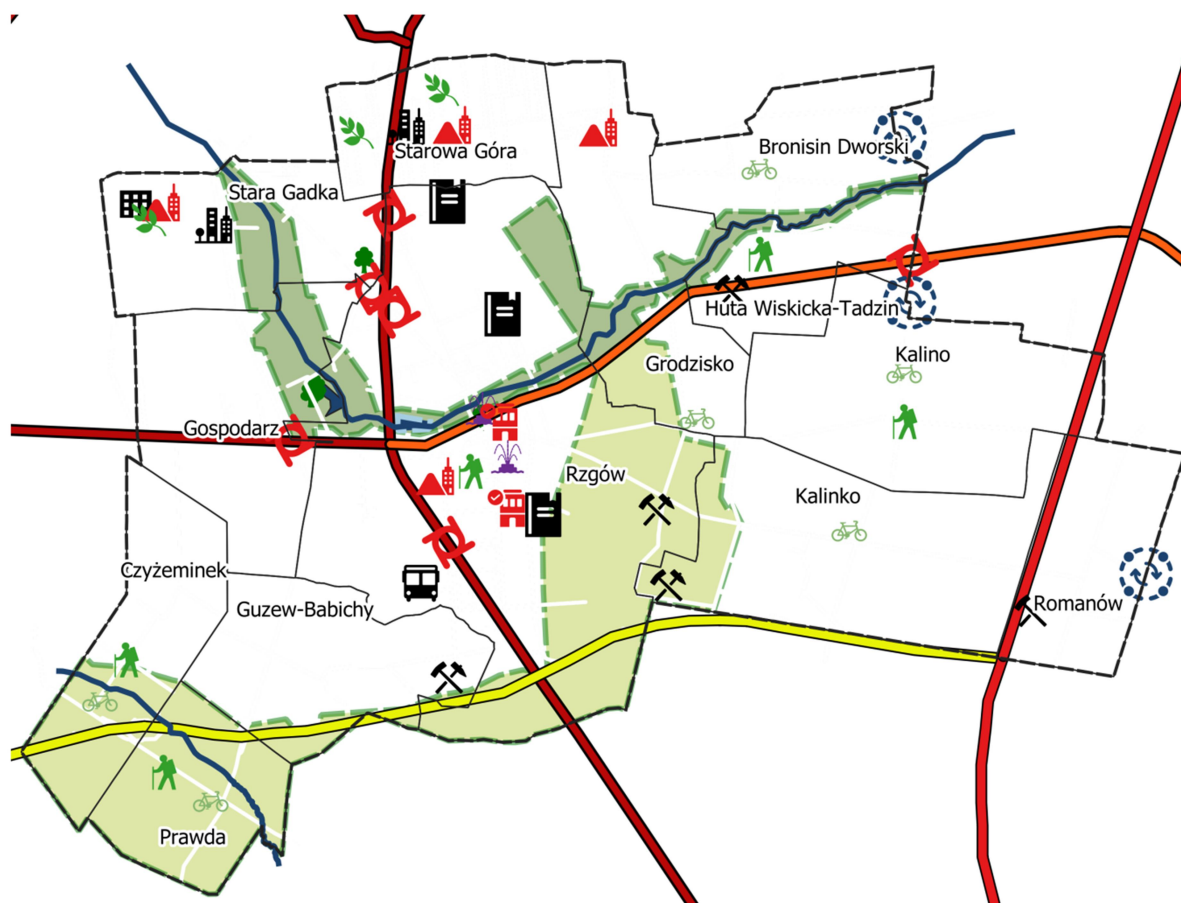 Bronisin Dworski
Starowa Góra
Stara Gadka
Huta Wiskicka-Tadzin
Kalino
Grodzisko
Gospodarz
Rzgów
Kalinko
Czyżeminek
Guzew-Babichy
Romanów
Prawda